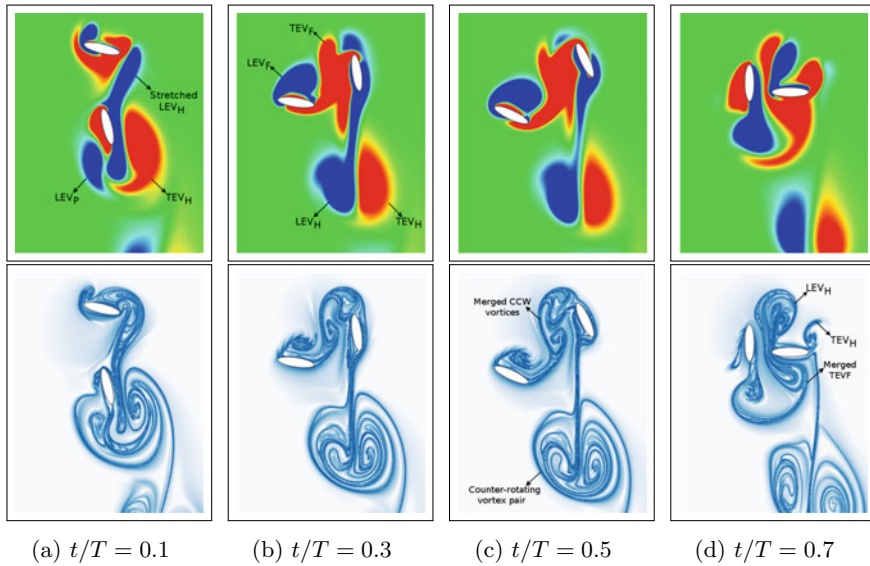 Stretched
LEV_H
LEV_P
TEV_H
TEV_F
LEV_F
LEV_H
TEV_H
Merged CCW
vortices
Counter-rotating
vortex pair
LEV_H
TEV_H
Merged
TEVF
(a) t/T = 0.1
(b) t/T = 0.3
(c) t/T = 0.5
(d) t/T = 0.7